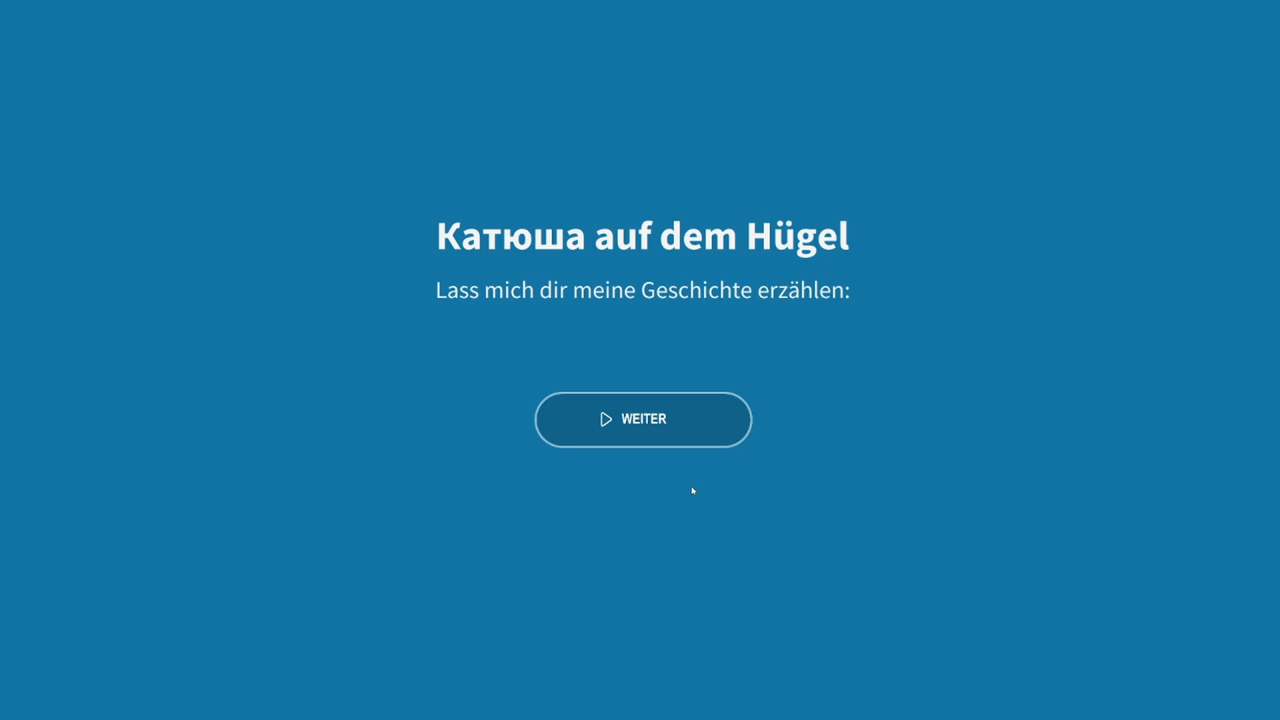 Катюша auf dem Hügel
Lass mich dir meine Geschichte erzählen:
WEITER